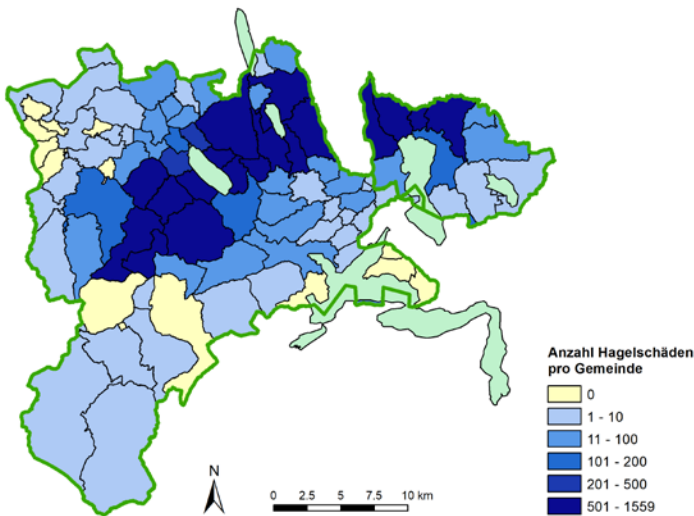 Anzahl Hagelschäden
pro Gemeinde
0
1 - 10
11 - 100
101 - 200
201 - 500
501 - 1559
N
0 2.5 5 7.5 10 km